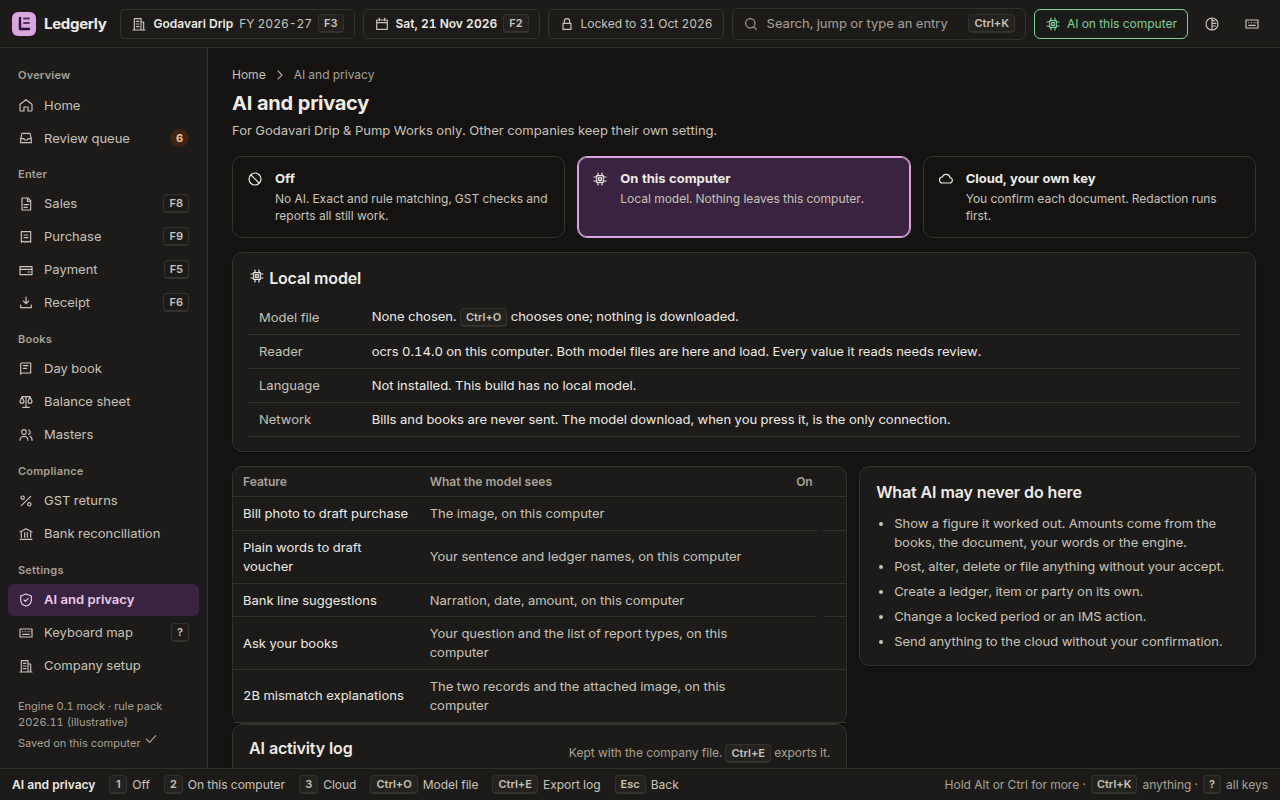 Ledgerly
Godavari Drip FY 2026-27 F3
Sat, 21 Nov 2026 F2
Locked to 31 Oct 2026
Search, jump or type an entry Ctrl+K
AI on this computer
Overview
Home
Review queue 6
Enter
Sales F8
Purchase F9
Payment F5
Receipt F6
Books
Day book
Balance sheet
Masters
Compliance
GST returns
Bank reconciliation
Settings
AI and privacy
Keyboard map ?
Company setup
Engine 0.1 mock · rule pack
2026.11 (illustrative)
Saved on this computer
Home > AI and privacy
AI and privacy
For Godavari Drip & Pump Works only. Other companies keep their own setting.
Off
No AI. Exact and rule matching, GST checks and
reports all still work.
On this computer
Local model. Nothing leaves this computer.
Cloud, your own key
You confirm each document. Redaction runs
first.
Local model
Model file None chosen. Ctrl+O chooses one; nothing is downloaded.
Reader ocrs 0.14.0 on this computer. Both model files are here and load. Every value it reads needs review.
Language Not installed. This build has no local model.
Network Bills and books are never sent. The model download, when you press it, is the only connection.
Feature What the model sees On
Bill photo to draft purchase The image, on this computer
Plain words to draft
voucher
Your sentence and ledger names, on this computer
Bank line suggestions Narration, date, amount, on this computer
Ask your books
Your question and the list of report types, on this
computer
2B mismatch explanations
The two records and the attached image, on this
computer
What AI may never do here
• Show a figure it worked out. Amounts come from the
books, the document, your words or the engine.
• Post, alter, delete or file anything without your accept.
• Create a ledger, item or party on its own.
• Change a locked period or an IMS action.
• Send anything to the cloud without your confirmation.
AI activity log Kept with the company file. Ctrl+E exports it.
AI and privacy 1 Off 2 On this computer 3 Cloud Ctrl+O Model file Ctrl+E Export log Esc Back
Hold Alt or Ctrl for more · Ctrl+K anything · ? all keys